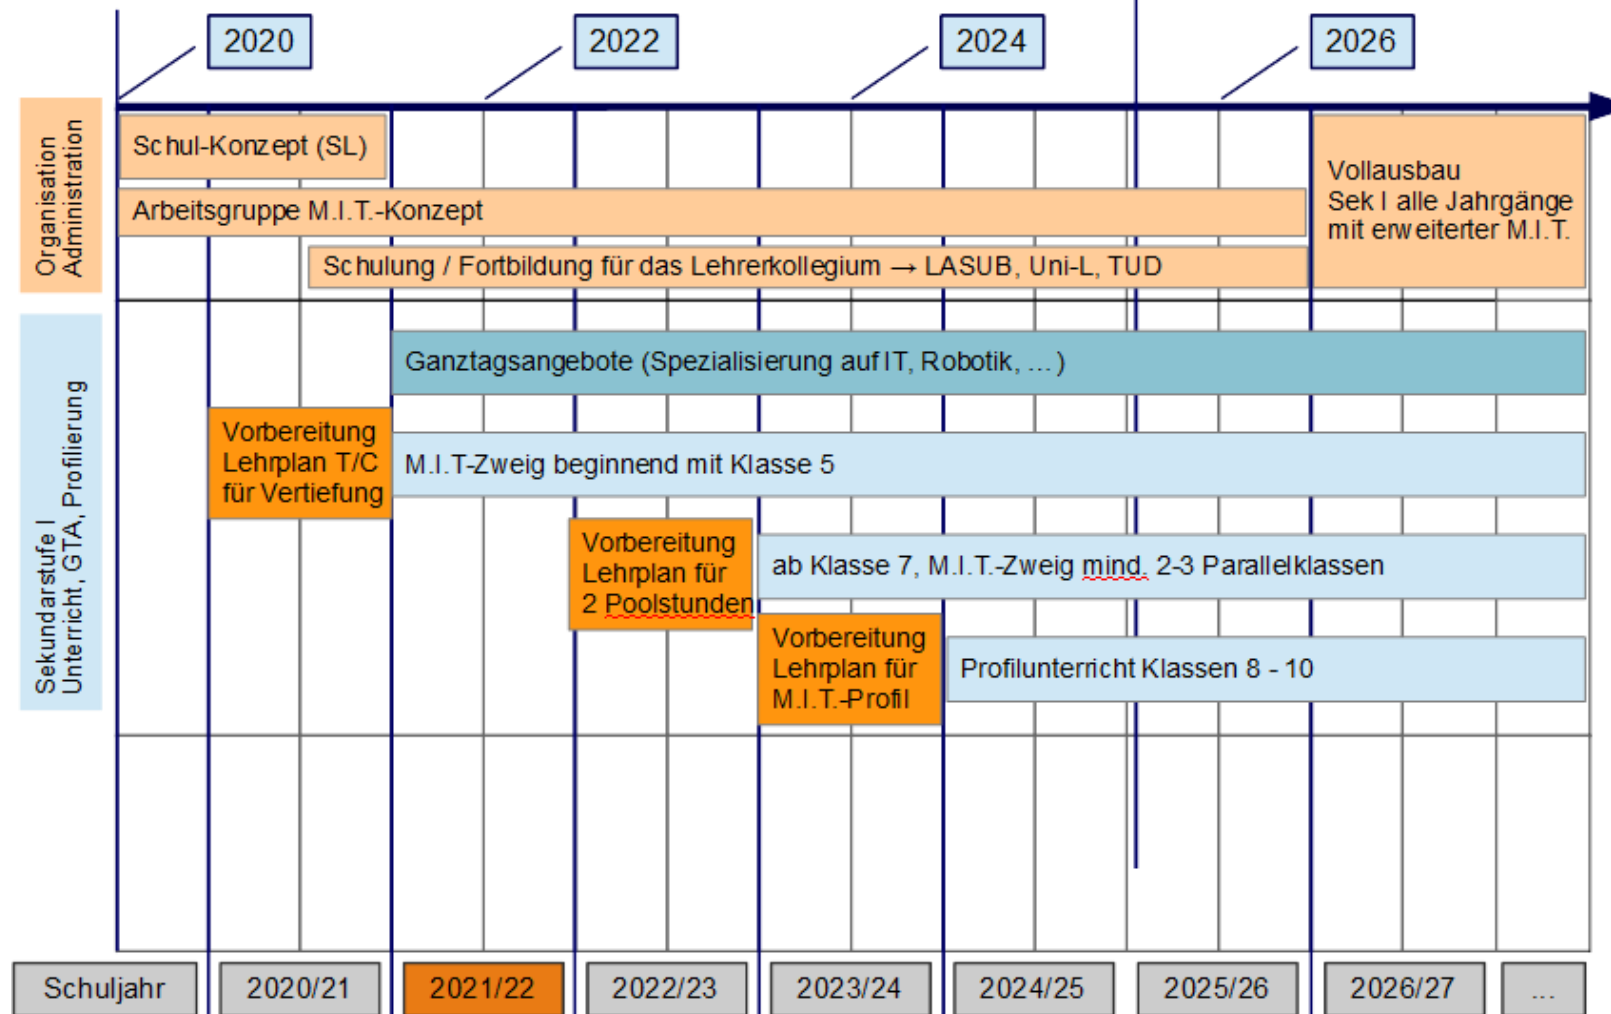 2020
2022
2024
2026
Organisation
Administration
Schul-Konzept (SL)
Arbeitsgruppe M.I.T.-Konzept
Schulung / Fortbildung für das Lehrerkollegium → LASUB, Uni-L, TUD
Vollausbau
Sek I alle Jahrgänge
mit erweiterter M.I.T.
Sekundarstufe I
Unterricht, GTA, Profilierung
Ganztagsangebote (Spezialisierung auf IT, Robotik, ... )
Vorbereitung
Lehrplan T/C
für Vertiefung
M.I.T-Zweig beginnend mit Klasse 5
Vorbereitung
Lehrplan für
2 Poolstunden
ab Klasse 7, M.I.T.-Zweig mind. 2-3 Parallelklassen
Vorbereitung
Lehrplan für
M.I.T.-Profil
Profilunterricht Klassen 8 - 10
Schuljahr
2020/21
2021/22
2022/23
2023/24
2024/25
2025/26
2026/27
...